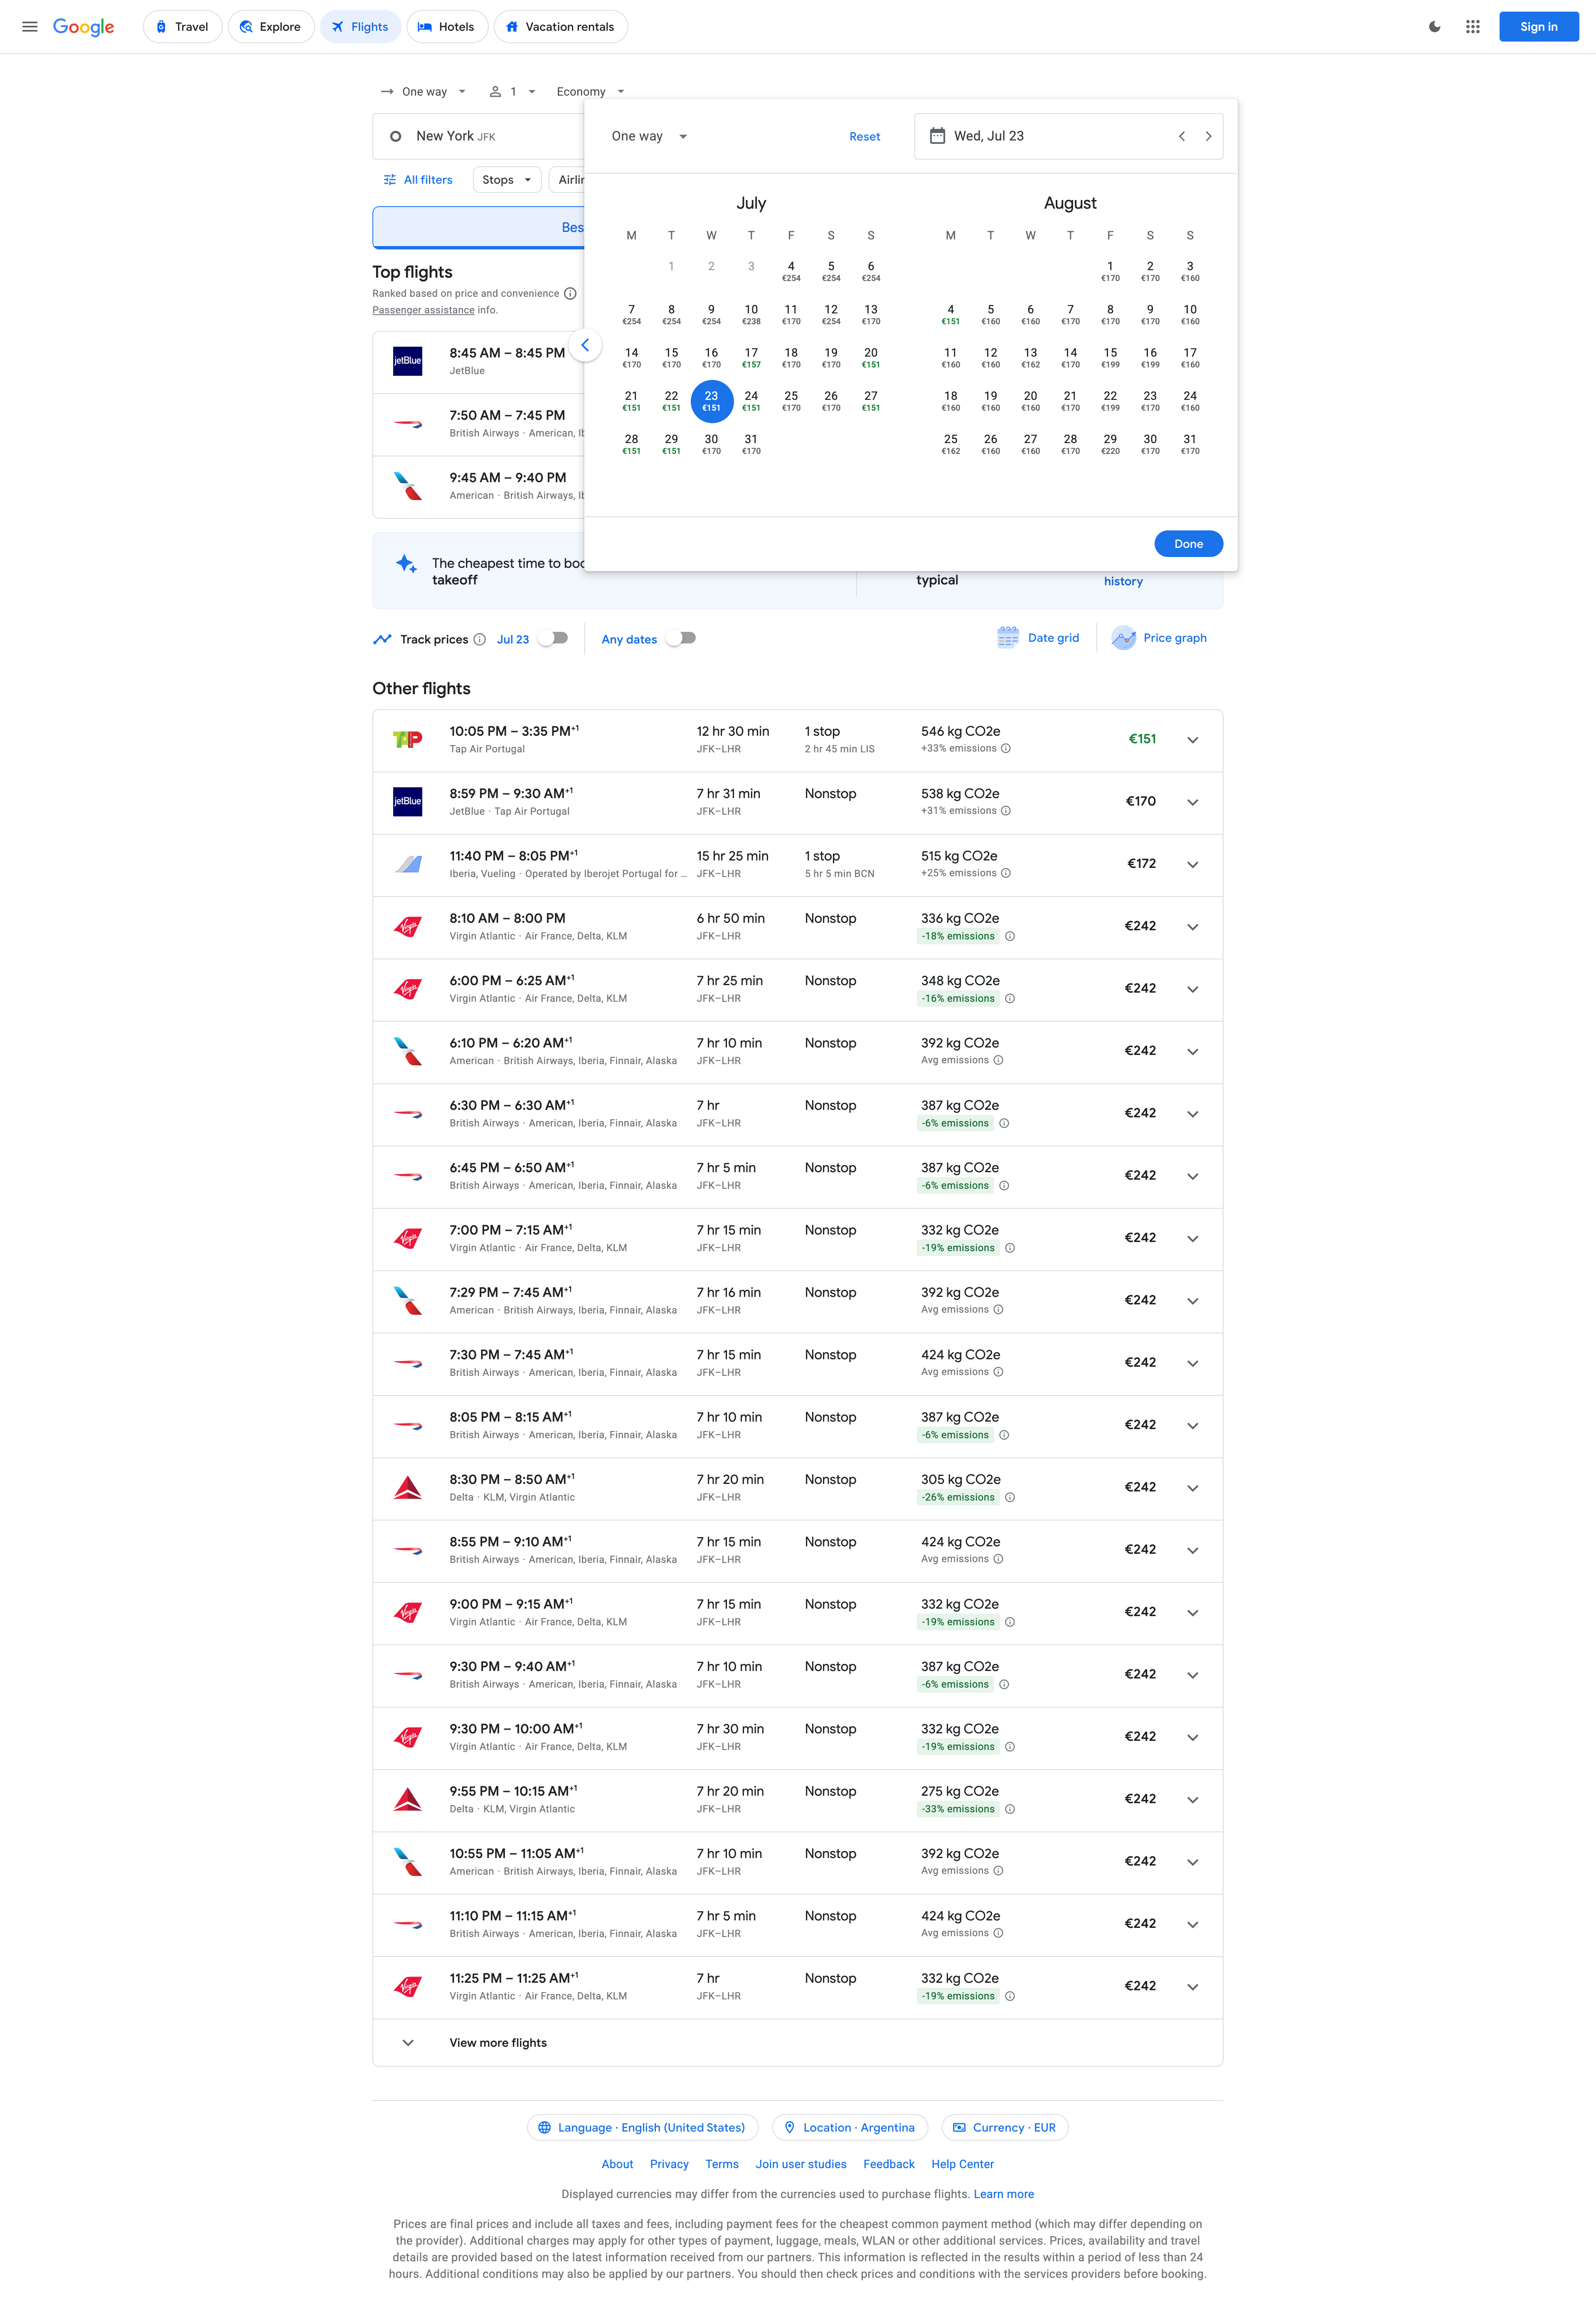 Google
Travel
Explore
Flights
Hotels
Vacation rentals
Sign in
One way
1
Economy
New York JFK
One way
Reset
Wed, Jul 23
All filters
Stops
Airlin
Bes
Top flights
Ranked based on price and convenience
Passenger assistance info.
jetBlue
8:45 AM – 8:45 PM
JetBlue
7:50 AM – 7:45 PM
British Airways · American, Ib
9:45 AM – 9:40 PM
American · British Airways, Ib
July
M T W T F S S
1 2 3 4 5 6
€254 €254 €254
7 8 9 10 11 12 13
€254 €254 €254 €238 €170 €254 €170
14 15 16 17 18 19 20
€170 €170 €170 €157 €170 €170 €151
21 22 23 24 25 26 27
€151 €151 €151 €151 €170 €170 €151
28 29 30 31
€151 €151 €170 €170
August
M T W T F S S
1 2 3
€170 €170 €160
4 5 6 7 8 9 10
€151 €160 €160 €170 €170 €170 €160
11 12 13 14 15 16 17
€160 €160 €162 €170 €199 €199 €160
18 19 20 21 22 23 24
€160 €160 €160 €170 €199 €170 €160
25 26 27 28 29 30 31
€162 €160 €160 €170 €220 €170 €170
Done
The cheapest time to boo
takeoff
typical
history
Track prices
Jul 23
Any dates
Date grid
Price graph
Other flights
TAP
10:05 PM – 3:35 PM+1 12 hr 30 min 1 stop 546 kg CO2e €151
Tap Air Portugal JFK–LHR 2 hr 45 min LIS +33% emissions
jetBlue
8:59 PM – 9:30 AM+1 7 hr 31 min Nonstop 538 kg CO2e €170
JetBlue · Tap Air Portugal JFK–LHR +31% emissions
11:40 PM – 8:05 PM+1 15 hr 25 min 1 stop 515 kg CO2e €172
Iberia, Vueling · Operated by Iberojet Portugal for ... JFK–LHR 5 hr 5 min BCN +25% emissions
Virgin
8:10 AM – 8:00 PM 6 hr 50 min Nonstop 336 kg CO2e €242
Virgin Atlantic · Air France, Delta, KLM JFK–LHR -18% emissions
Virgin
6:00 PM – 6:25 AM+1 7 hr 25 min Nonstop 348 kg CO2e €242
Virgin Atlantic · Air France, Delta, KLM JFK–LHR -16% emissions
6:10 PM – 6:20 AM+1 7 hr 10 min Nonstop 392 kg CO2e €242
American · British Airways, Iberia, Finnair, Alaska JFK–LHR Avg emissions
6:30 PM – 6:30 AM+1 7 hr Nonstop 387 kg CO2e €242
British Airways · American, Iberia, Finnair, Alaska JFK–LHR -6% emissions
6:45 PM – 6:50 AM+1 7 hr 5 min Nonstop 387 kg CO2e €242
British Airways · American, Iberia, Finnair, Alaska JFK–LHR -6% emissions
Virgin
7:00 PM – 7:15 AM+1 7 hr 15 min Nonstop 332 kg CO2e €242
Virgin Atlantic · Air France, Delta, KLM JFK–LHR -19% emissions
7:29 PM – 7:45 AM+1 7 hr 16 min Nonstop 392 kg CO2e €242
American · British Airways, Iberia, Finnair, Alaska JFK–LHR Avg emissions
7:30 PM – 7:45 AM+1 7 hr 15 min Nonstop 424 kg CO2e €242
British Airways · American, Iberia, Finnair, Alaska JFK–LHR Avg emissions
8:05 PM – 8:15 AM+1 7 hr 10 min Nonstop 387 kg CO2e €242
British Airways · American, Iberia, Finnair, Alaska JFK–LHR -6% emissions
8:30 PM – 8:50 AM+1 7 hr 20 min Nonstop 305 kg CO2e €242
Delta · KLM, Virgin Atlantic JFK–LHR -26% emissions
8:55 PM – 9:10 AM+1 7 hr 15 min Nonstop 424 kg CO2e €242
British Airways · American, Iberia, Finnair, Alaska JFK–LHR Avg emissions
Virgin
9:00 PM – 9:15 AM+1 7 hr 15 min Nonstop 332 kg CO2e €242
Virgin Atlantic · Air France, Delta, KLM JFK–LHR -19% emissions
9:30 PM – 9:40 AM+1 7 hr 10 min Nonstop 387 kg CO2e €242
British Airways · American, Iberia, Finnair, Alaska JFK–LHR -6% emissions
Virgin
9:30 PM – 10:00 AM+1 7 hr 30 min Nonstop 332 kg CO2e €242
Virgin Atlantic · Air France, Delta, KLM JFK–LHR -19% emissions
9:55 PM – 10:15 AM+1 7 hr 20 min Nonstop 275 kg CO2e €242
Delta · KLM, Virgin Atlantic JFK–LHR -33% emissions
10:55 PM – 11:05 AM+1 7 hr 10 min Nonstop 392 kg CO2e €242
American · British Airways, Iberia, Finnair, Alaska JFK–LHR Avg emissions
11:10 PM – 11:15 AM+1 7 hr 5 min Nonstop 424 kg CO2e €242
British Airways · American, Iberia, Finnair, Alaska JFK–LHR Avg emissions
Virgin
11:25 PM – 11:25 AM+1 7 hr Nonstop 332 kg CO2e €242
Virgin Atlantic · Air France, Delta, KLM JFK–LHR -19% emissions
View more flights
Language · English (United States)
Location · Argentina
Currency · EUR
About Privacy Terms Join user studies Feedback Help Center
Displayed currencies may differ from the currencies used to purchase flights. Learn more
Prices are final prices and include all taxes and fees, including payment fees for the cheapest common payment method (which may differ depending on
the provider). Additional charges may apply for other types of payment, luggage, meals, WLAN or other additional services. Prices, availability and travel
details are provided based on the latest information received from our partners. This information is reflected in the results within a period of less than 24
hours. Additional conditions may also be applied by our partners. You should then check prices and conditions with the services providers before booking.